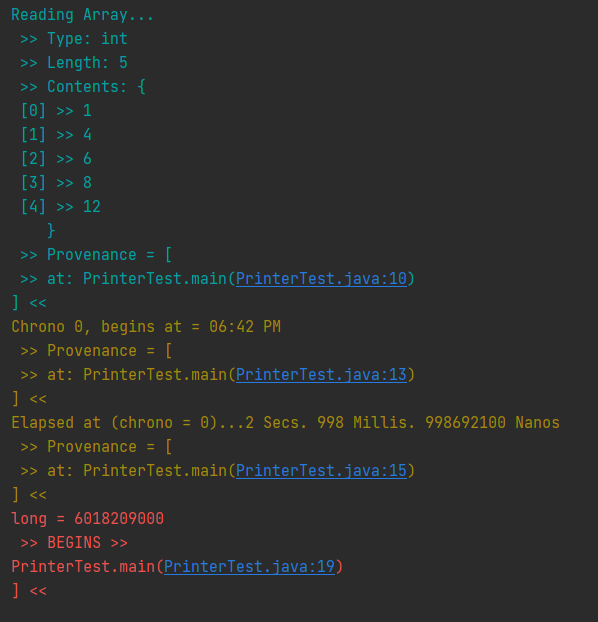 Reading Array...
 >> Type: int
 >> Length: 5
 >> Contents: {
 [0] >> 1
 [1] >> 4
 [2] >> 6
 [3] >> 8
 [4] >> 12
    }
 >> Provenance = [
 >> at: PrinterTest.main(PrinterTest.java:10)
] <<
Chrono 0, begins at = 06:42 PM
 >> Provenance = [
 >> at: PrinterTest.main(PrinterTest.java:13)
] <<
Elapsed at (chrono = 0)...2 Secs. 998 Millis. 998692100 Nanos
 >> Provenance = [
 >> at: PrinterTest.main(PrinterTest.java:15)
] <<
long = 6018209000
 >> BEGINS >>
PrinterTest.main(PrinterTest.java:19)
] <<